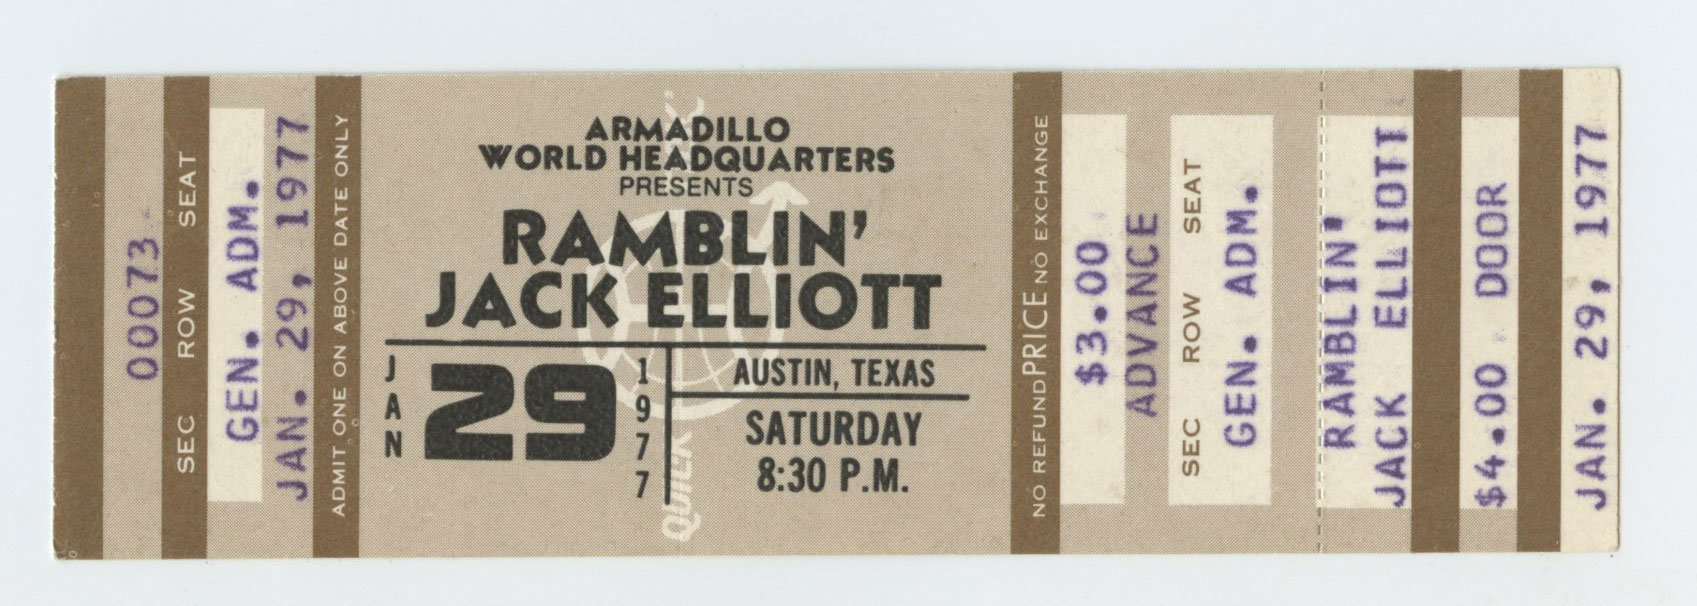 00073
SEC ROW SEAT
GEN. ADM.
JAN. 29, 1977
ADMIT ONE ON ABOVE DATE ONLY
ARMADILLO
WORLD HEADQUARTERS
PRESENTS
RAMBLIN'
JACK ELLIOTT
JAN
29
1977
AUSTIN, TEXAS
SATURDAY
8:30 P.M.
NO REFUND PRICE NO EXCHANGE
$3.00
ADVANCE
SEC ROW SEAT
GEN. ADM.
RAMBLIN'
JACK ELLIOTT
$4.00 DOOR
JAN. 29, 1977